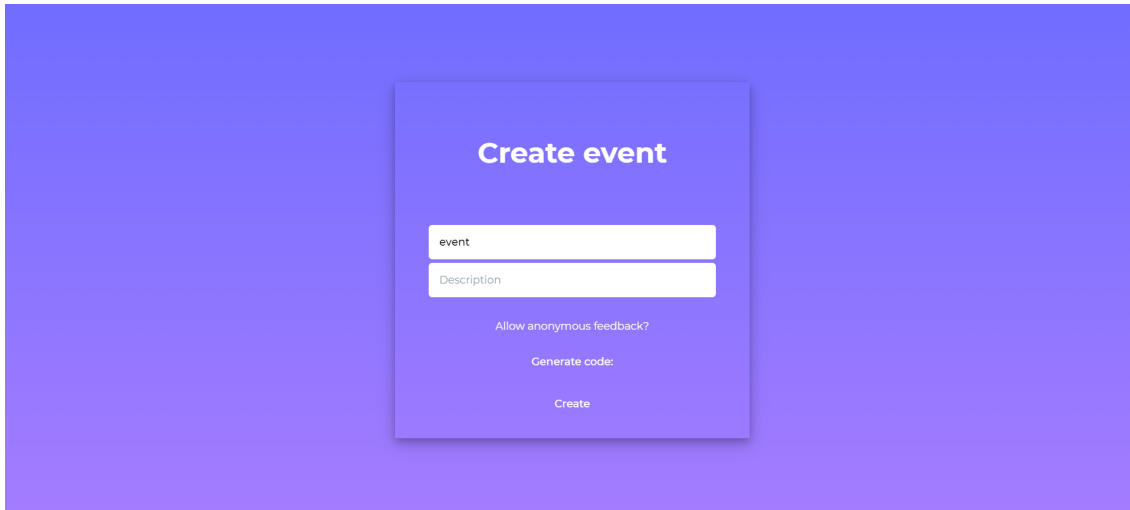 Create event
event
Description
Allow anonymous feedback?
Generate code:
Create